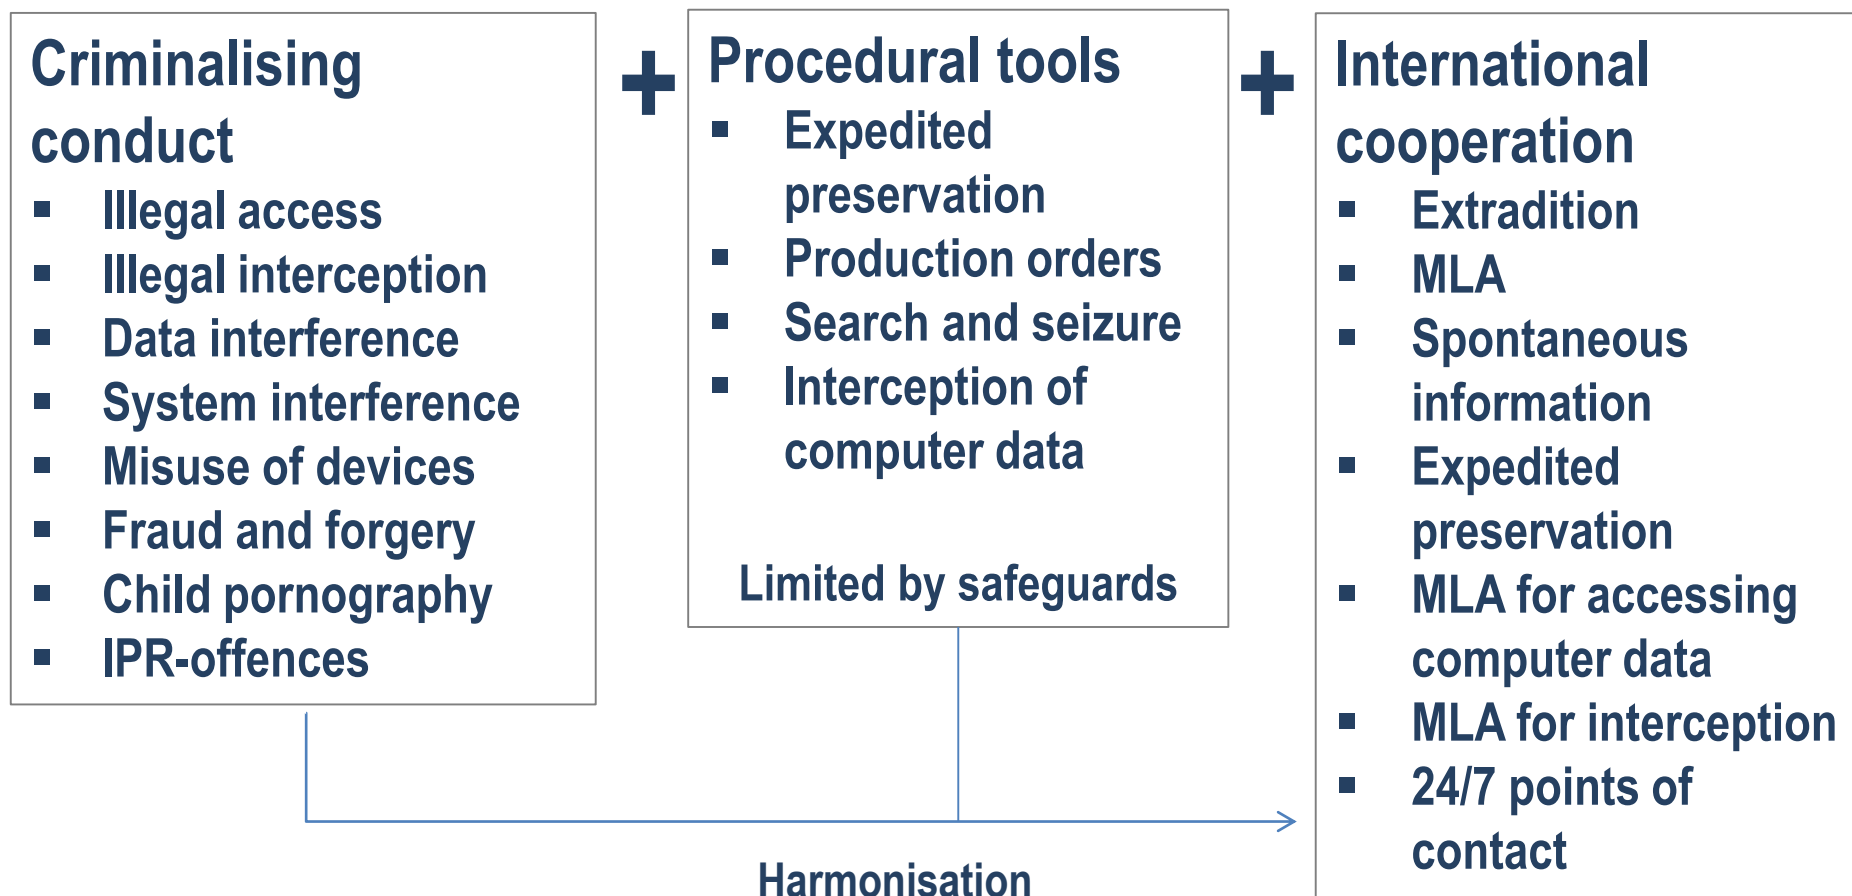 Criminalising
conduct
▪ Illegal access
▪ Illegal interception
▪ Data interference
▪ System interference
▪ Misuse of devices
▪ Fraud and forgery
▪ Child pornography
▪ IPR-offences
+
Procedural tools
▪ Expedited
preservation
▪ Production orders
▪ Search and seizure
▪ Interception of
computer data
Limited by safeguards
+
International
cooperation
▪ Extradition
▪ MLA
▪ Spontaneous
information
▪ Expedited
preservation
▪ MLA for accessing
computer data
▪ MLA for interception
▪ 24/7 points of
contact
Harmonisation